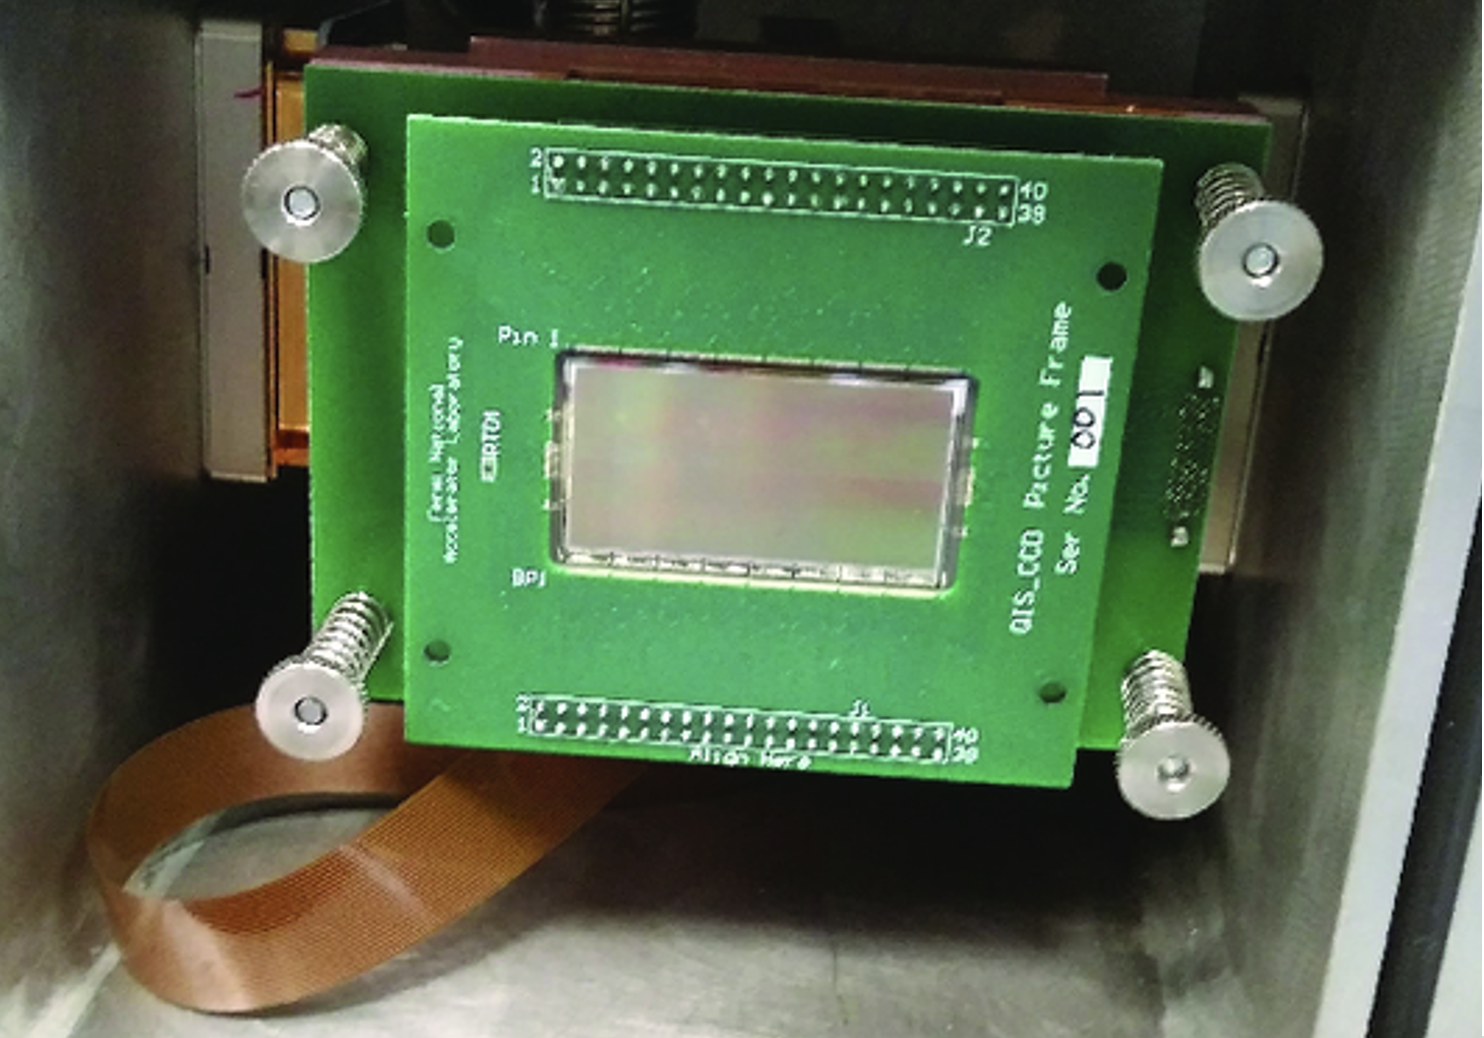 2
1
40
39
J2
Pin 1
Fermi National
Accelerator Laboratory
QIS_CCD Picture Frame
Ser No. 001
BP1
2
1
J1
40
39
Align Here